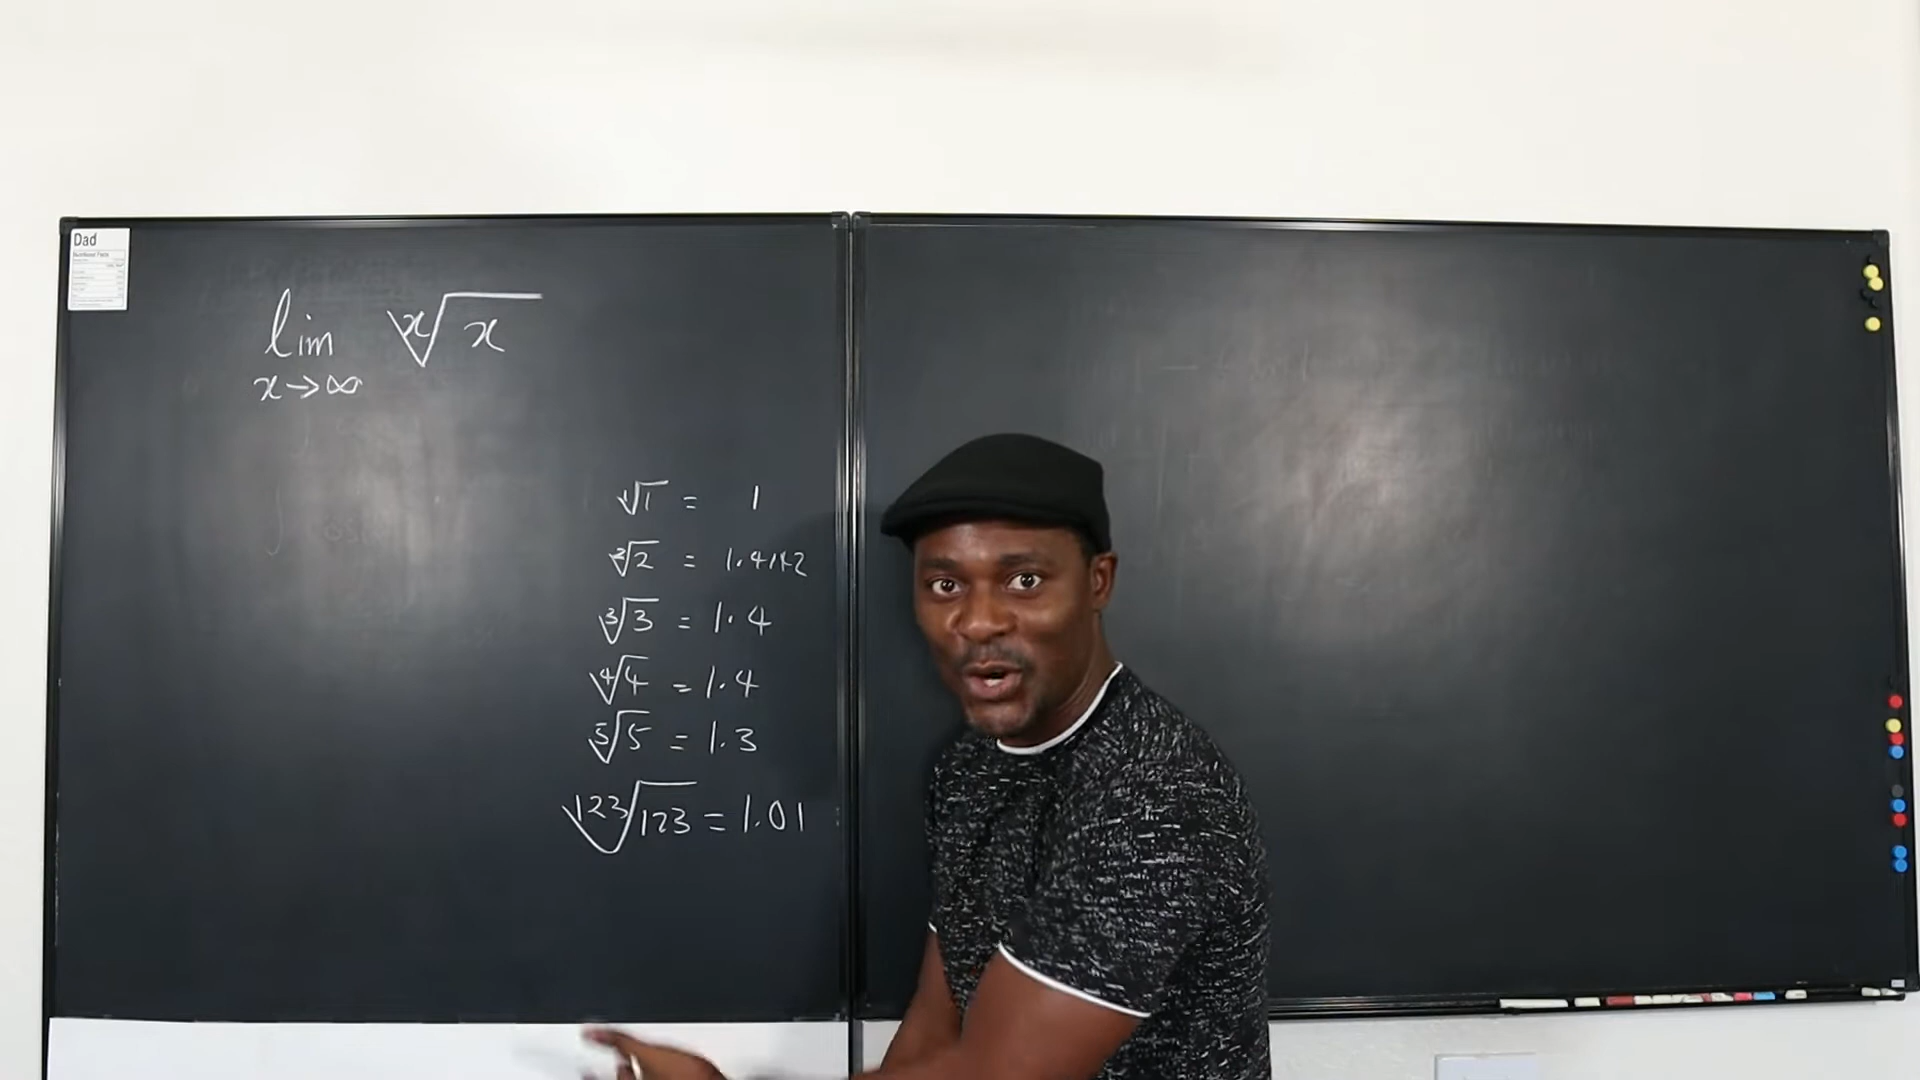 Dad
lim x→∞ ˣ√x
¹√1 = 1
²√2 = 1.4142
³√3 = 1.4
⁴√4 = 1.4
⁵√5 = 1.3
¹²³√123 = 1.01